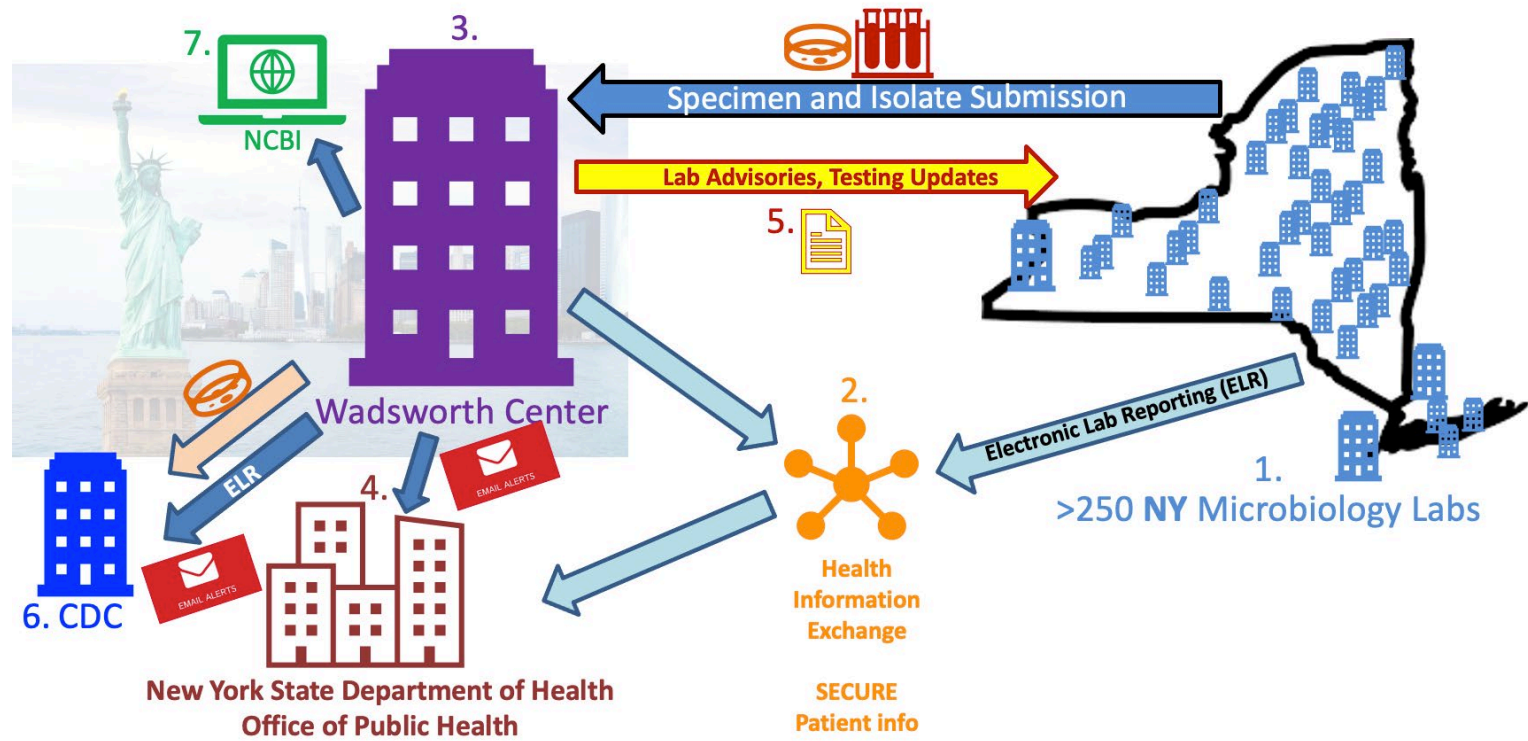 7.
NCBI
3.
Wadsworth Center
Specimen and Isolate Submission
Lab Advisories, Testing Updates
5.
Electronic Lab Reporting (ELR)
1.
>250 NY Microbiology Labs
2.
Health
Information
Exchange
SECURE
Patient info
ELR
4.
EMAIL ALERTS
EMAIL ALERTS
6. CDC
New York State Department of Health
Office of Public Health